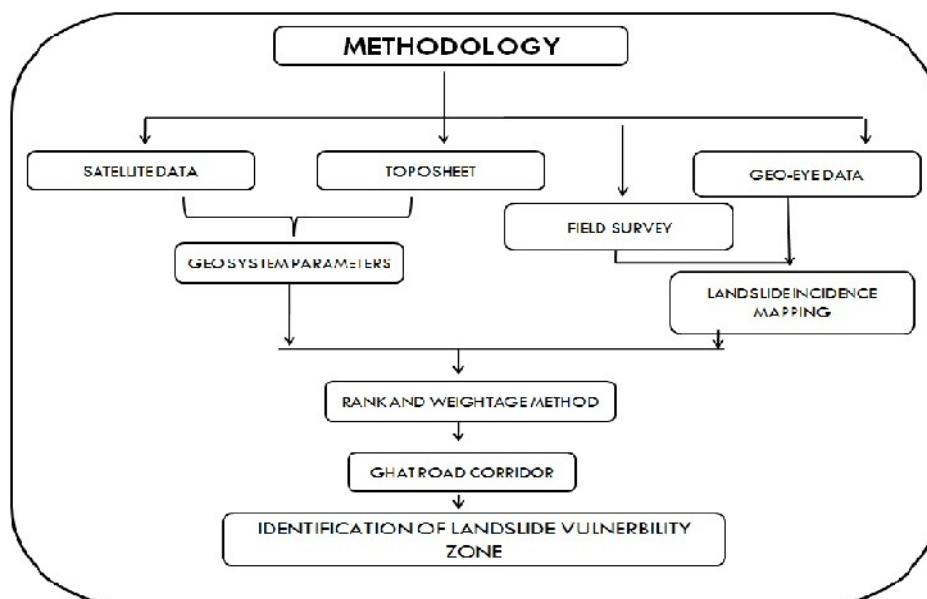 METHODOLOGY
SATELLITE DATA
TOPOSHEET
GEO-EYE DATA
FIELD SURVEY
GEO SYSTEM PARAMETERS
LANDSLIDE INCIDENCE
MAPPING
RANK AND WEIGHTAGE METHOD
GHAT ROAD CORRIDOR
IDENTIFICATION OF LANDSLIDE VULNERBILITY
ZONE